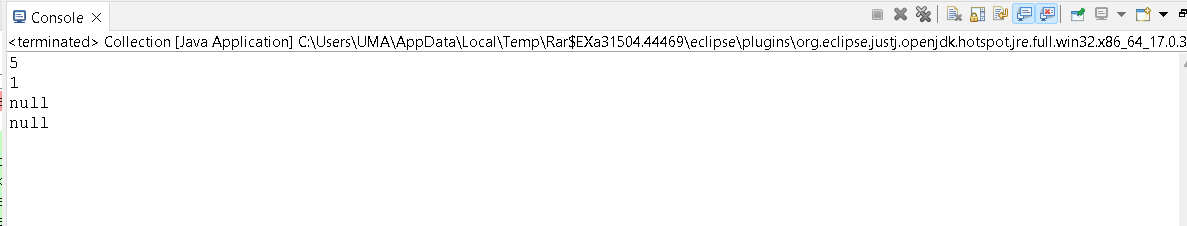 Console
<terminated> Collection [Java Application] C:\Users\UMA\AppData\Local\Temp\Rar$EXa31504.44469\eclipse\plugins\org.eclipse.justj.openjdk.hotspot.jre.full.win32.x86_64_17.0.3
5
1
null
null